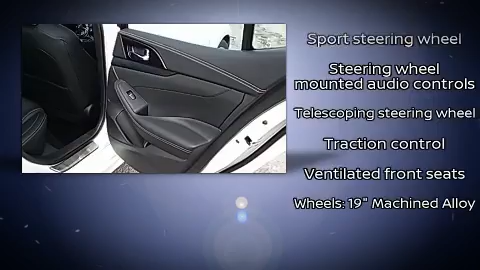 Sport steering wheel
Steering wheel
mounted audio controls
Telescoping steering wheel
Traction control
Ventilated front seats
Wheels: 19" Machined Alloy